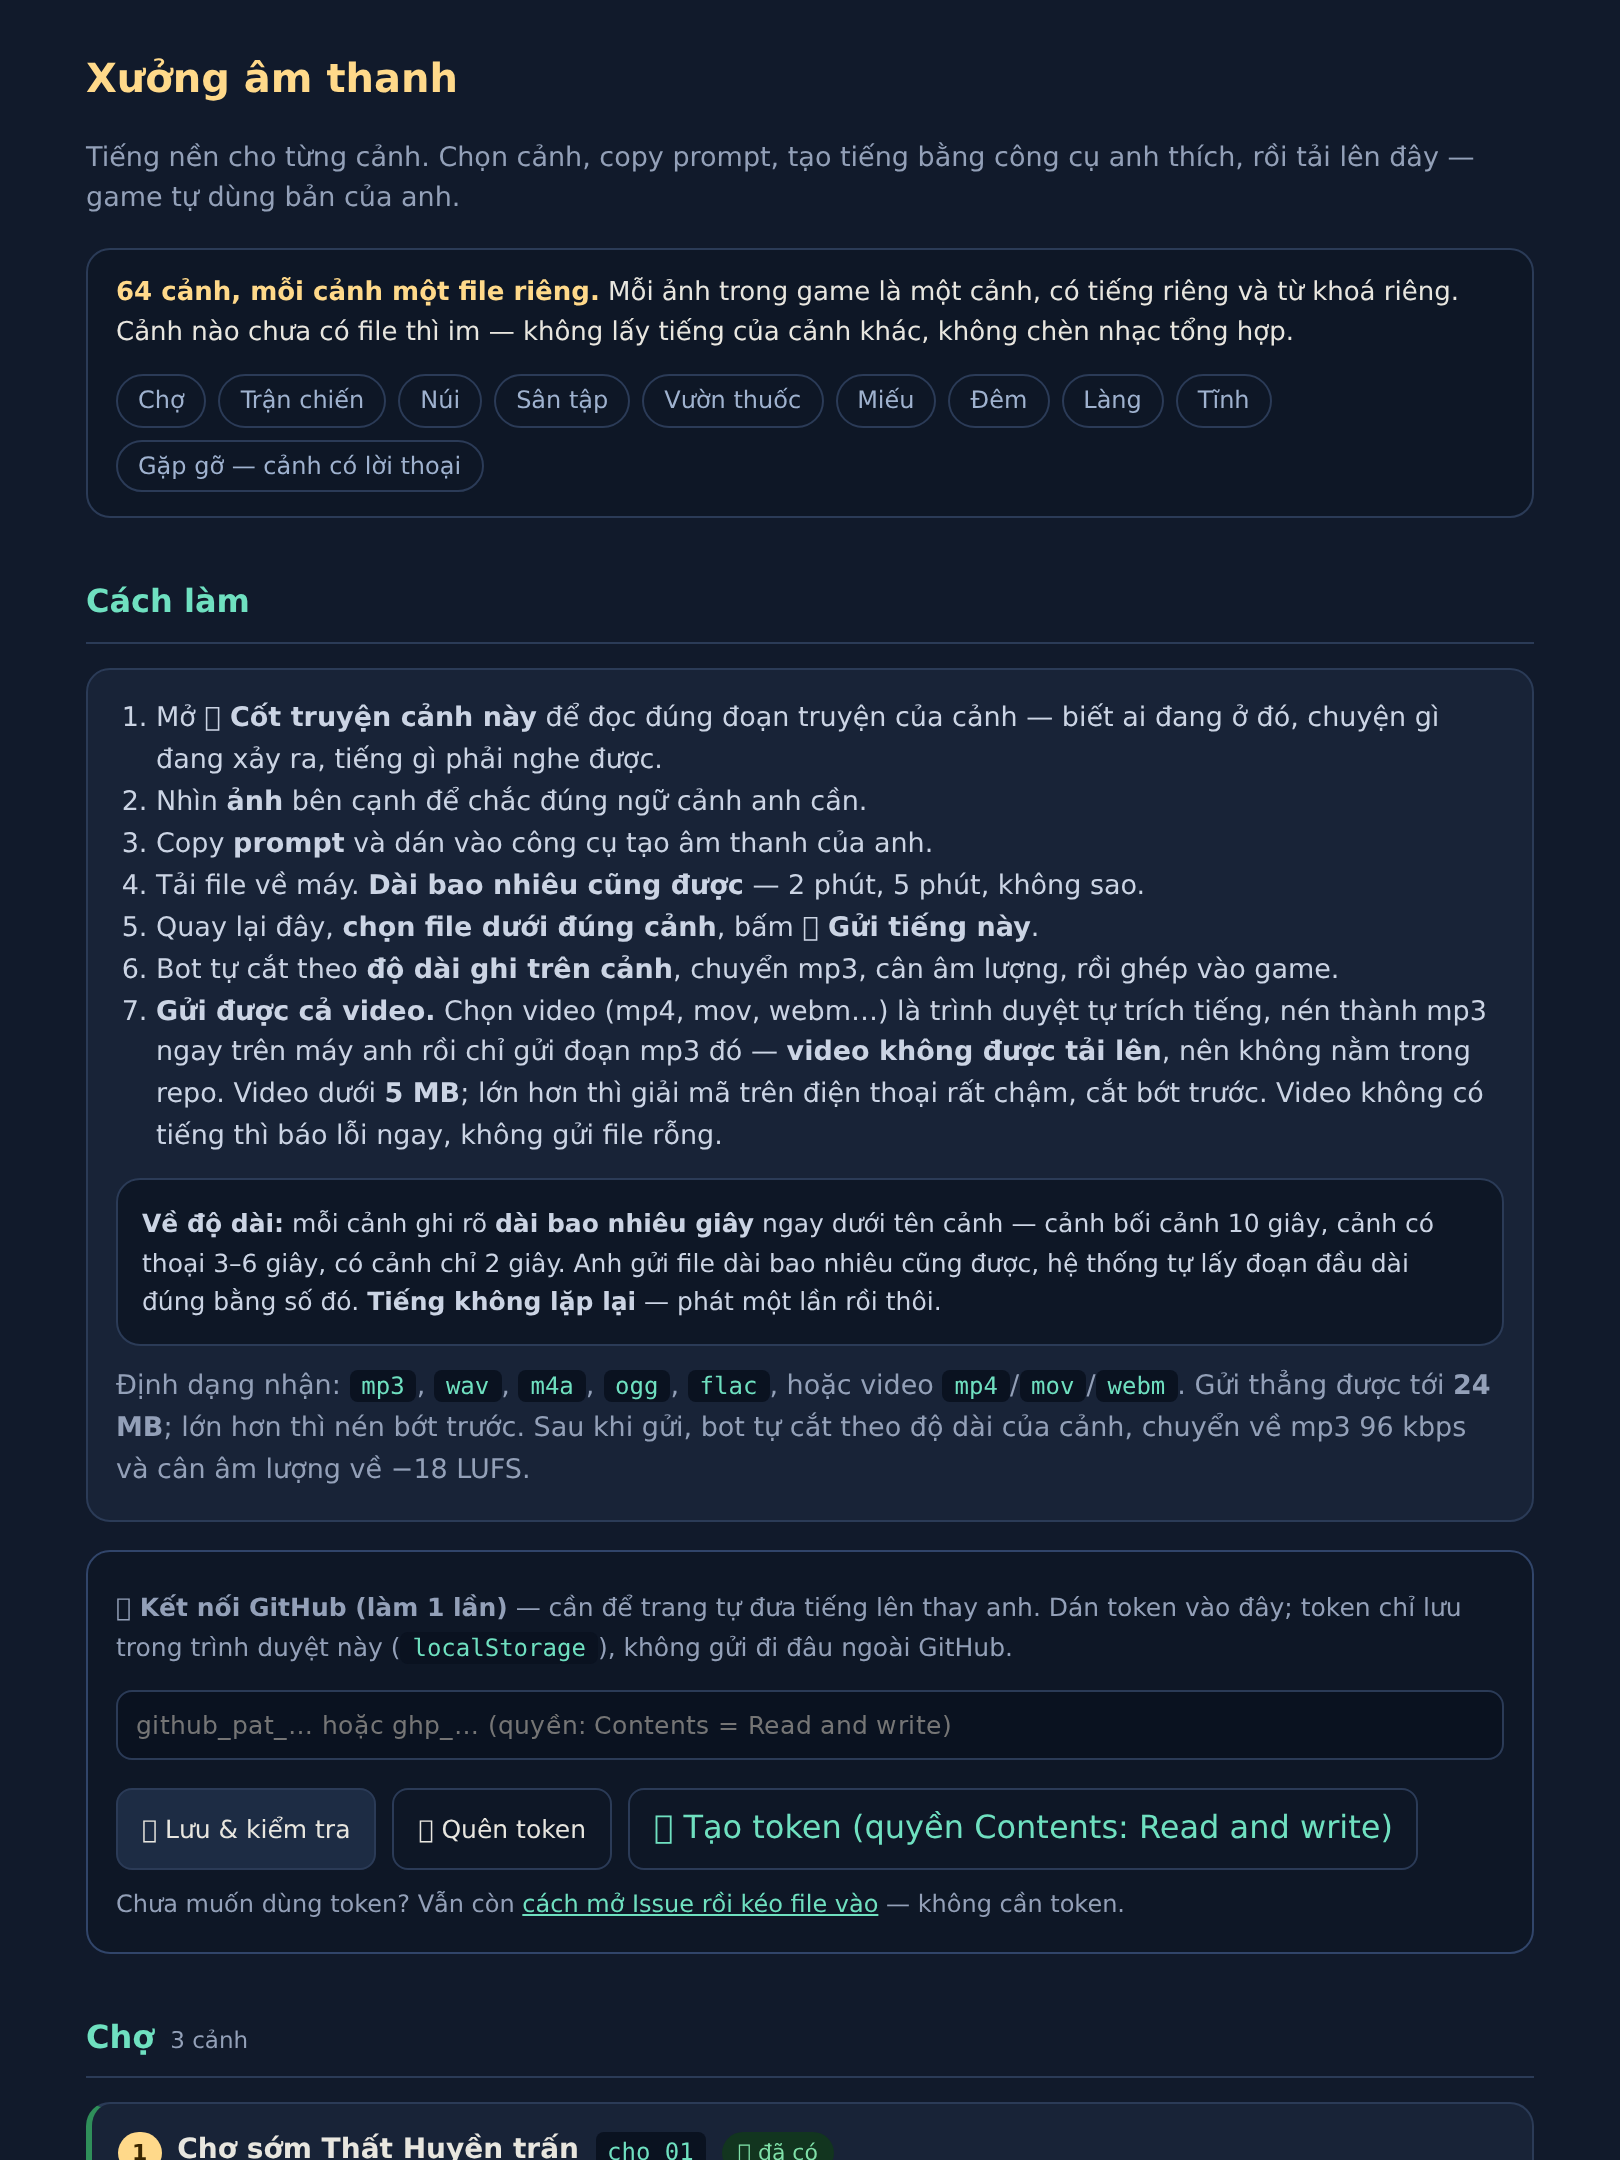 Xưởng âm thanh
Tiếng nền cho từng cảnh. Chọn cảnh, copy prompt, tạo tiếng bằng công cụ anh thích, rồi tải lên đây —
game tự dùng bản của anh.
64 cảnh, mỗi cảnh một file riêng. Mỗi ảnh trong game là một cảnh, có tiếng riêng và từ khoá riêng.
Cảnh nào chưa có file thì im — không lấy tiếng của cảnh khác, không chèn nhạc tổng hợp.
Chợ Trận chiến Núi Sân tập Vườn thuốc Miếu Đêm Làng Tĩnh
Gặp gỡ — cảnh có lời thoại
Cách làm
1. Mở Cốt truyện cảnh này để đọc đúng đoạn truyện của cảnh — biết ai đang ở đó, chuyện gì
đang xảy ra, tiếng gì phải nghe được.
2. Nhìn ảnh bên cạnh để chắc đúng ngữ cảnh anh cần.
3. Copy prompt và dán vào công cụ tạo âm thanh của anh.
4. Tải file về máy. Dài bao nhiêu cũng được — 2 phút, 5 phút, không sao.
5. Quay lại đây, chọn file dưới đúng cảnh, bấm Gửi tiếng này.
6. Bot tự cắt theo độ dài ghi trên cảnh, chuyển mp3, cân âm lượng, rồi ghép vào game.
7. Gửi được cả video. Chọn video (mp4, mov, webm…) là trình duyệt tự trích tiếng, nén thành mp3
ngay trên máy anh rồi chỉ gửi đoạn mp3 đó — video không được tải lên, nên không nằm trong
repo. Video dưới 5 MB; lớn hơn thì giải mã trên điện thoại rất chậm, cắt bớt trước. Video không có
tiếng thì báo lỗi ngay, không gửi file rỗng.
Về độ dài: mỗi cảnh ghi rõ dài bao nhiêu giây ngay dưới tên cảnh — cảnh bối cảnh 10 giây, cảnh có
thoại 3–6 giây, có cảnh chỉ 2 giây. Anh gửi file dài bao nhiêu cũng được, hệ thống tự lấy đoạn đầu dài
đúng bằng số đó. Tiếng không lặp lại — phát một lần rồi thôi.
Định dạng nhận: mp3, wav, m4a, ogg, flac, hoặc video mp4/mov/webm. Gửi thẳng được tới 24
MB; lớn hơn thì nén bớt trước. Sau khi gửi, bot tự cắt theo độ dài của cảnh, chuyển về mp3 96 kbps
và cân âm lượng về −18 LUFS.
Kết nối GitHub (làm 1 lần) — cần để trang tự đưa tiếng lên thay anh. Dán token vào đây; token chỉ lưu
trong trình duyệt này (localStorage), không gửi đi đâu ngoài GitHub.
github_pat_… hoặc ghp_… (quyền: Contents = Read and write)
Lưu & kiểm tra Quên token Tạo token (quyền Contents: Read and write)
Chưa muốn dùng token? Vẫn còn cách mở Issue rồi kéo file vào — không cần token.
Chợ 3 cảnh
1 Chợ sớm Thất Huyền trấn cho_01 đã có